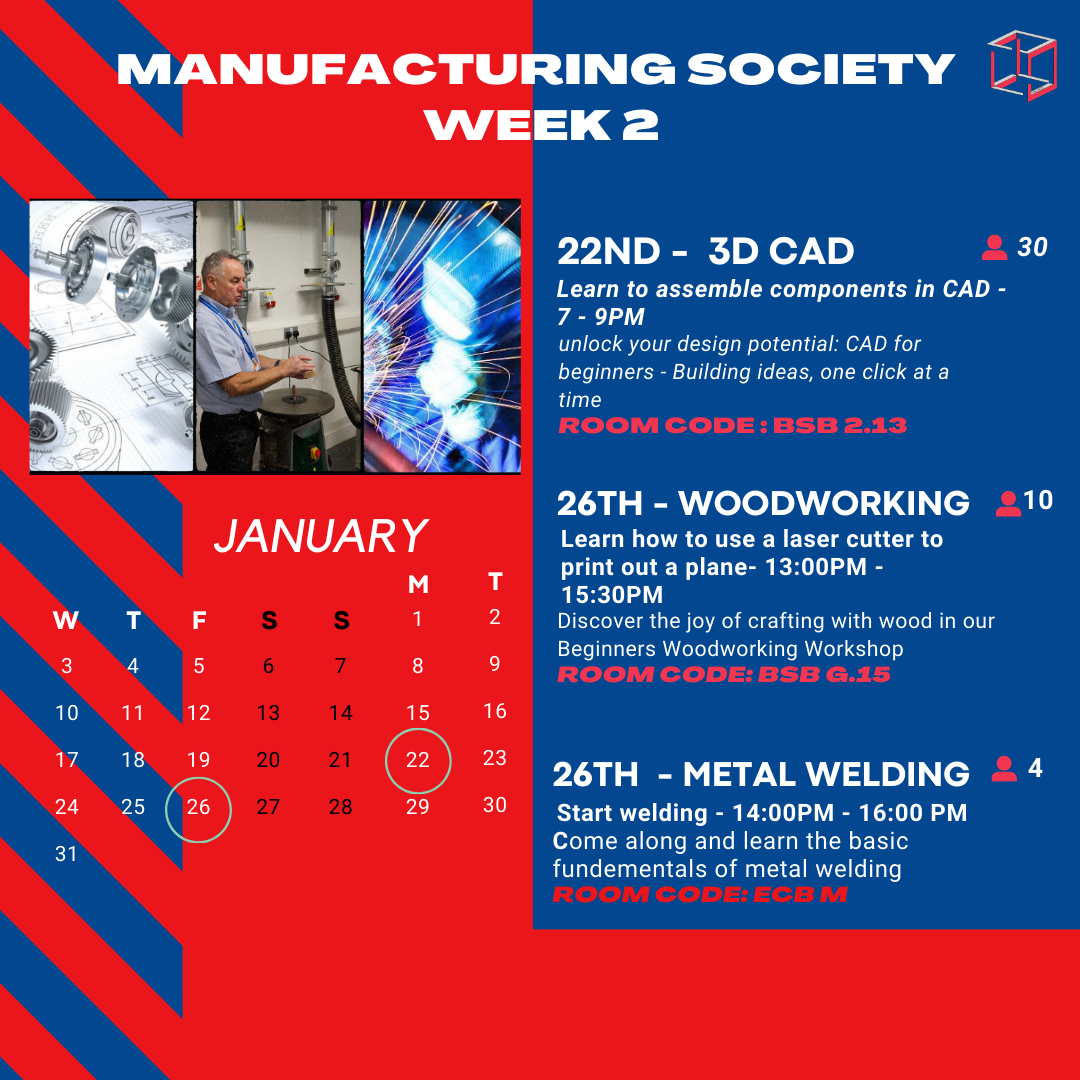 MANUFACTURING SOCIETY
WEEK 2
22ND - 3D CAD
30
Learn to assemble components in CAD -
7 - 9PM
unlock your design potential: CAD for
beginners - Building ideas, one click at a
time
ROOM CODE : BSB 2.13
26TH - WOODWORKING
10
Learn how to use a laser cutter to
print out a plane- 13:00PM -
15:30PM
Discover the joy of crafting with wood in our
Beginners Woodworking Workshop
ROOM CODE: BSB G.15
26TH - METAL WELDING
4
Start welding - 14:00PM - 16:00 PM
Come along and learn the basic
fundementals of metal welding
ROOM CODE: ECB M
JANUARY
W T F S S M T
1 2
3 4 5 6 7 8 9
10 11 12 13 14 15 16
17 18 19 20 21 22 23
24 25 26 27 28 29 30
31